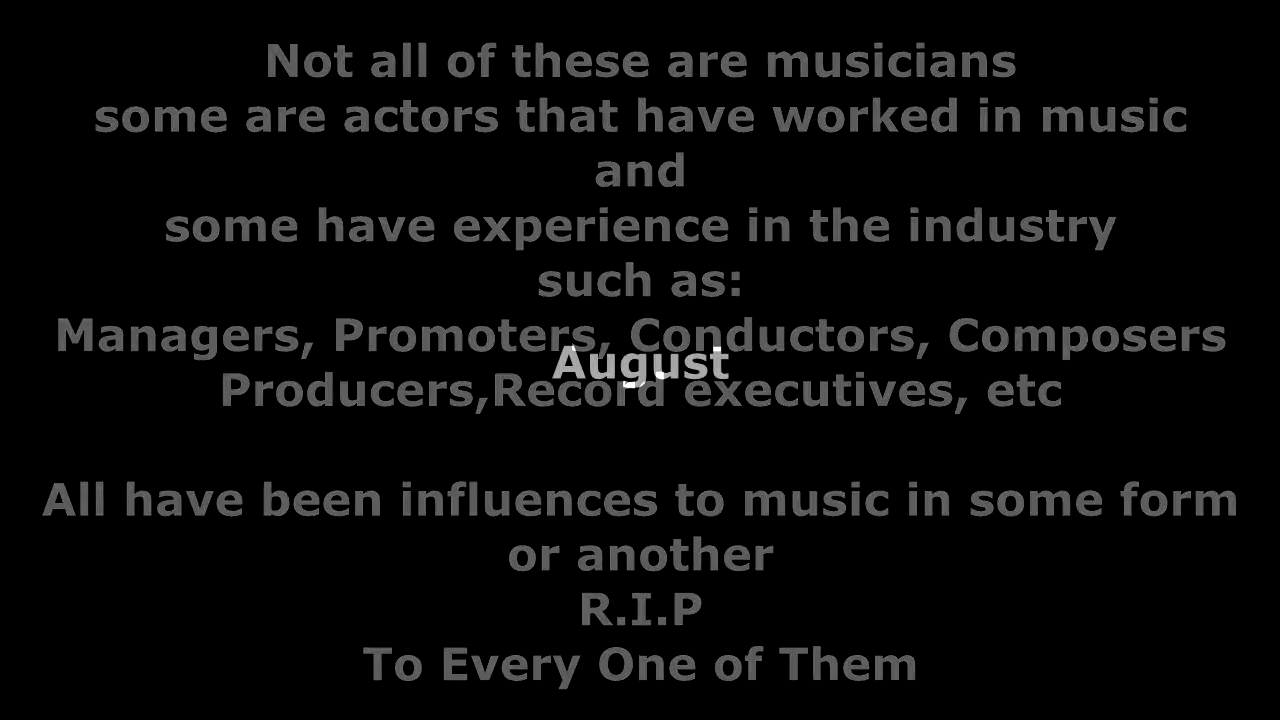 Not all of these are musicians
some are actors that have worked in music
and
some have experience in the industry
such as:
Managers, Promoters, Conductors, Composers
August
Producers,Record executives, etc
All have been influences to music in some form
or another
R.I.P
To Every One of Them